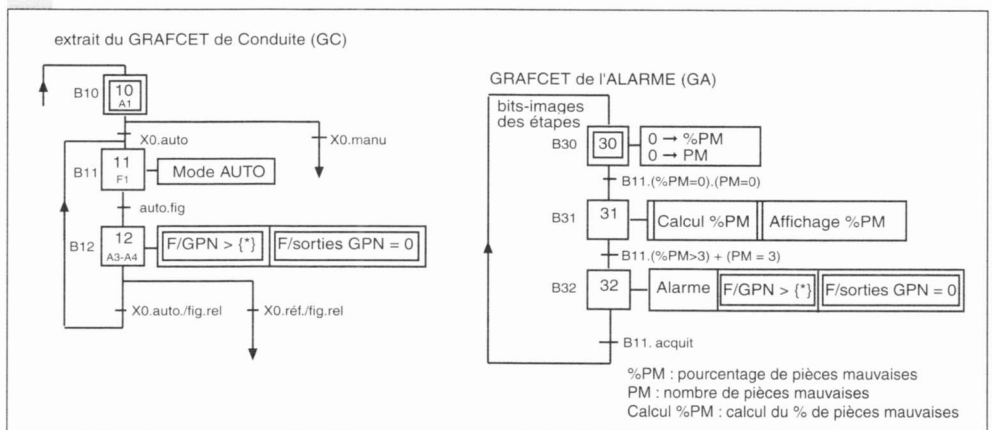 extrait du GRAFCET de Conduite (GC)
B10
10
A1
X0.auto
X0.manu
B11
11
F1
Mode AUTO
auto.fig
B12
12
A3-A4
F/GPN > {*}
F/sorties GPN = 0
X0.auto./fig.rel
X0.réf./fig.rel
GRAFCET de l'ALARME (GA)
bits-images
des étapes
B30
30
0 → %PM
0 → PM
B11.(%PM=0).(PM=0)
B31
31
Calcul %PM
Affichage %PM
B11.(%PM>3) + (PM = 3)
B32
32
Alarme
F/GPN > {*}
F/sorties GPN = 0
B11. acquit
%PM : pourcentage de pièces mauvaises
PM : nombre de pièces mauvaises
Calcul %PM : calcul du % de pièces mauvaises